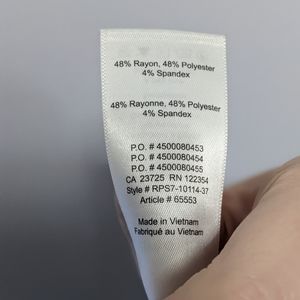 48% Rayon, 48% Polyester
4% Spandex
48% Rayonne, 48% Polyester
4% Spandex
P.O. # 4500080453
P.O. # 4500080454
P.O. # 4500080455
CA 23725 RN 122354
Style # RPS7-10114-37
Article # 65553
Made in Vietnam
Fabriqué au Vietnam